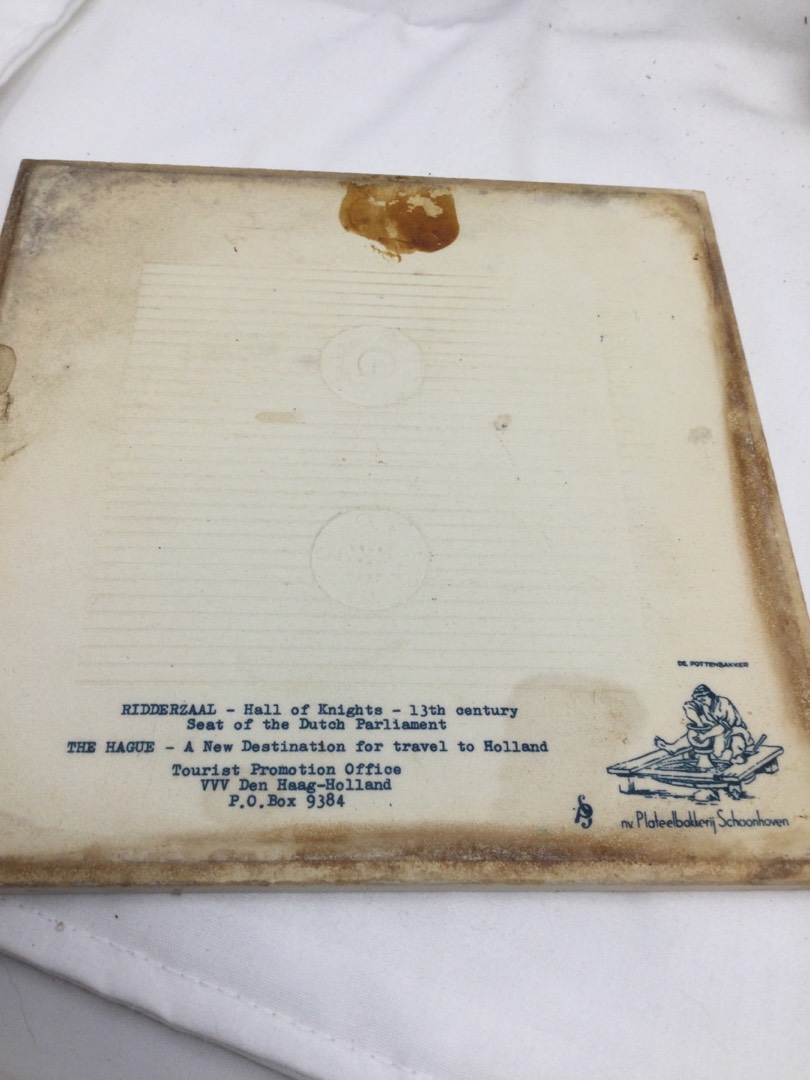 RIDDERZAAL - Hall of Knights - 13th century
Seat of the Dutch Parliament
THE HAGUE - A New Destination for travel to Holland
Tourist Promotion Office
VVV Den Haag-Holland
P.O.Box 9384
DE POTTENBAKKER
nv. Plateelbakkerij Schoonhoven